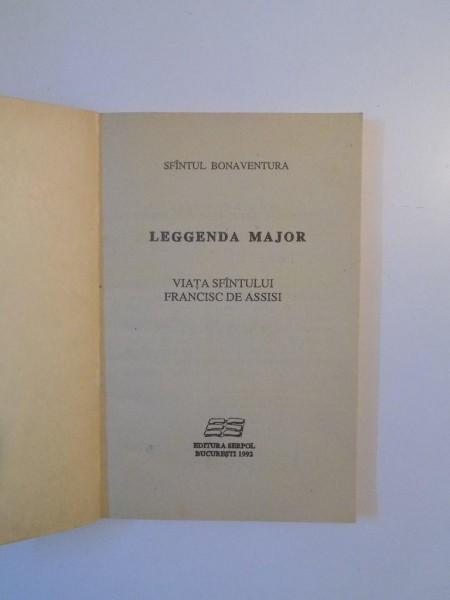 SFÎNTUL BONAVENTURA
LEGGENDA MAJOR
VIAȚA SFÎNTULUI
FRANCISC DE ASSISI
EDITURA SERPOL
BUCUREȘTI 1992